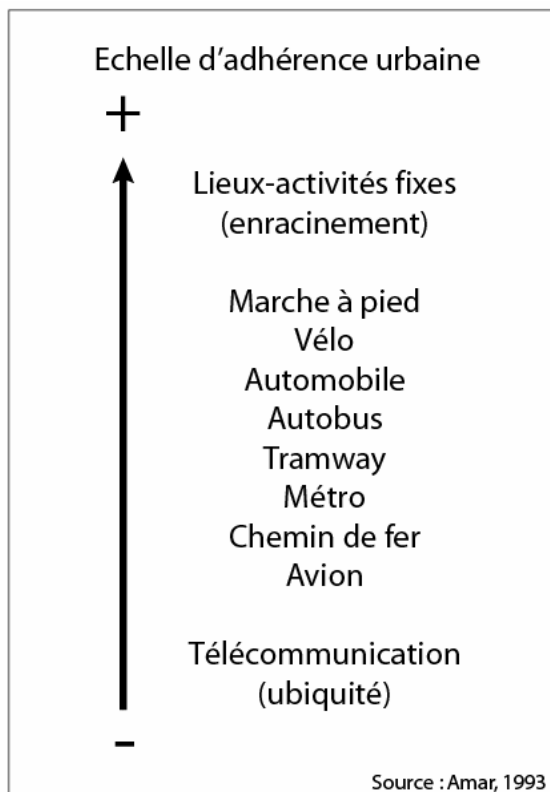 Echelle d’adhérence urbaine
+
Lieux-activités fixes
(enracinement)
Marche à pied
Vélo
Automobile
Autobus
Tramway
Métro
Chemin de fer
Avion
Télécommunication
(ubiquité)
-
Source : Amar, 1993